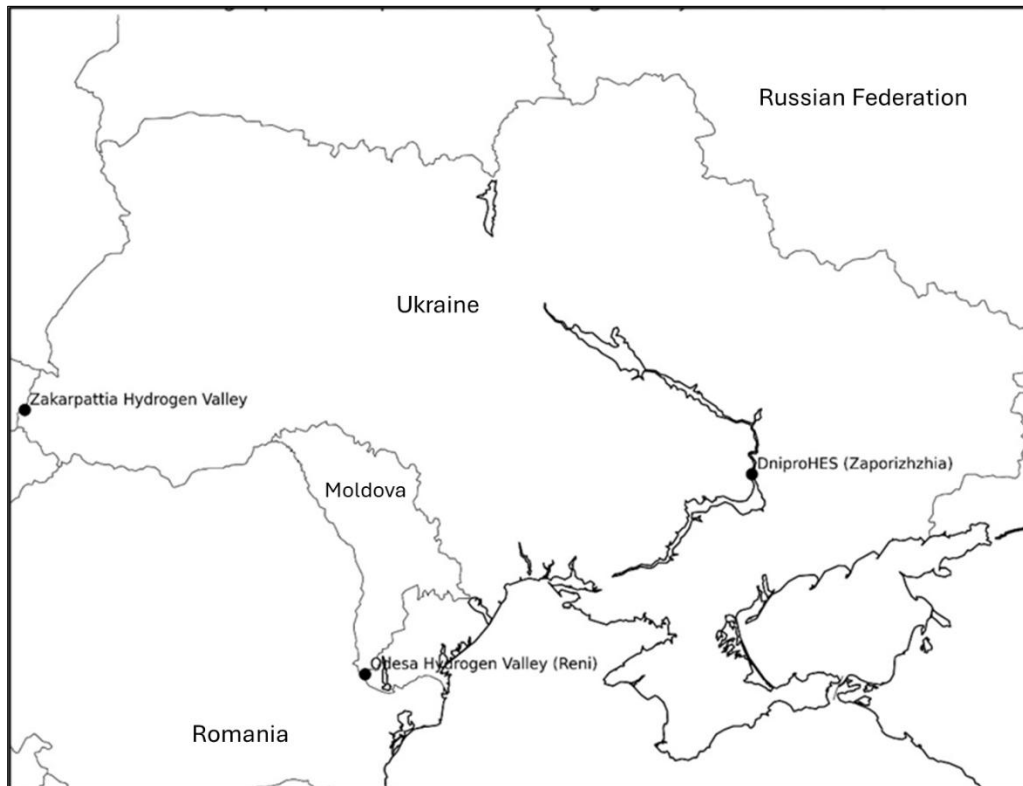 Russian Federation
Ukraine
Zakarpattia Hydrogen Valley
DniproHES (Zaporizhzhia)
Moldova
Odesa Hydrogen Valley (Reni)
Romania